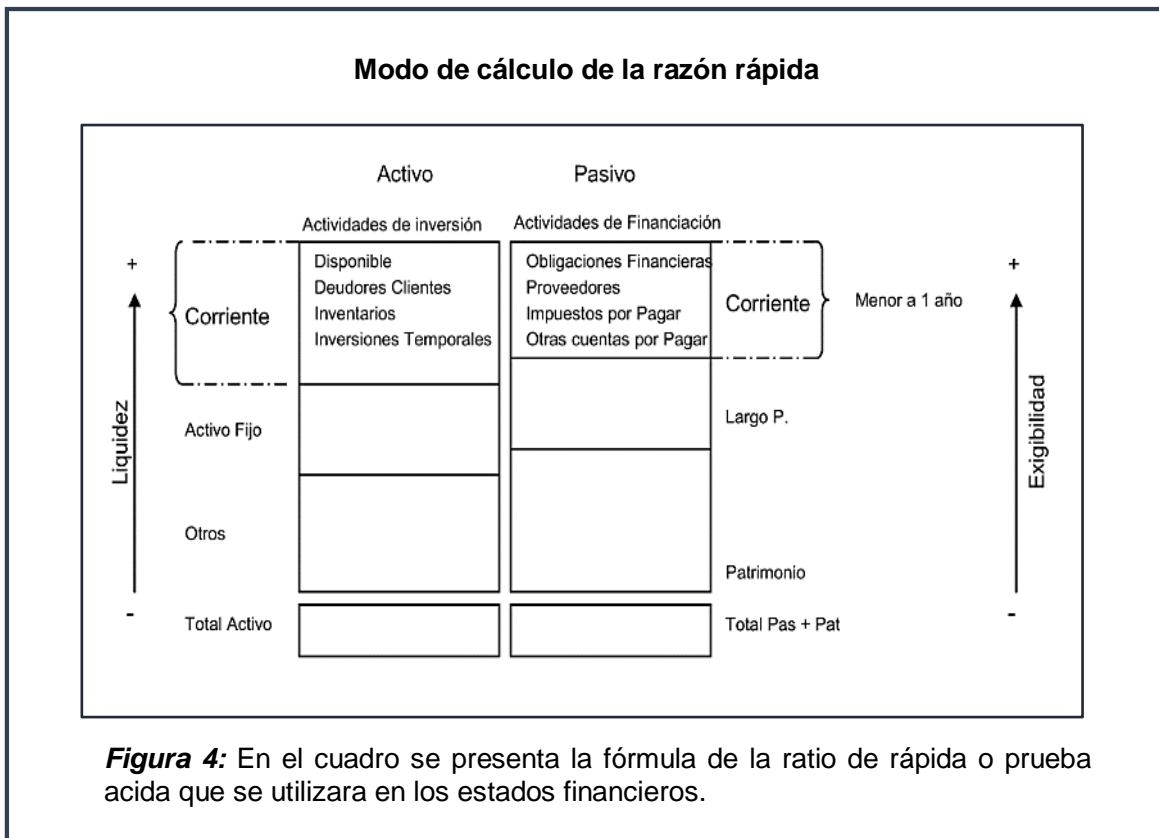 Modo de cálculo de la razón rápida
Activo
Pasivo
Actividades de inversión
Actividades de Financiación
+
Liquidez
-
Corriente
Disponible
Deudores Clientes
Inventarios
Inversiones Temporales
Obligaciones Financieras
Proveedores
Impuestos por Pagar
Otras cuentas por Pagar
Corriente
Menor a 1 año
+
Exigibilidad
-
Activo Fijo
Largo P.
Otros
Patrimonio
Total Activo
Total Pas + Pat
Figura 4: En el cuadro se presenta la fórmula de la ratio de rápida o prueba
acida que se utilizara en los estados financieros.